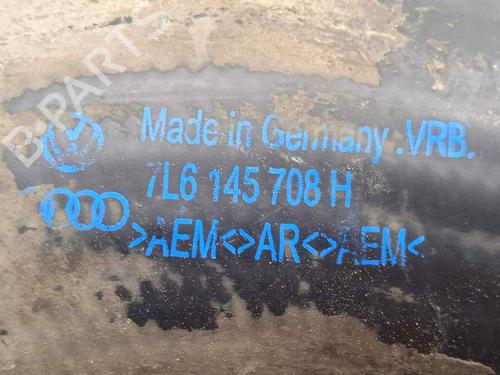 B-PARTS
Made in Germany .VRB.
7L6 145 708 H
>AEM<>AR<>AEM<